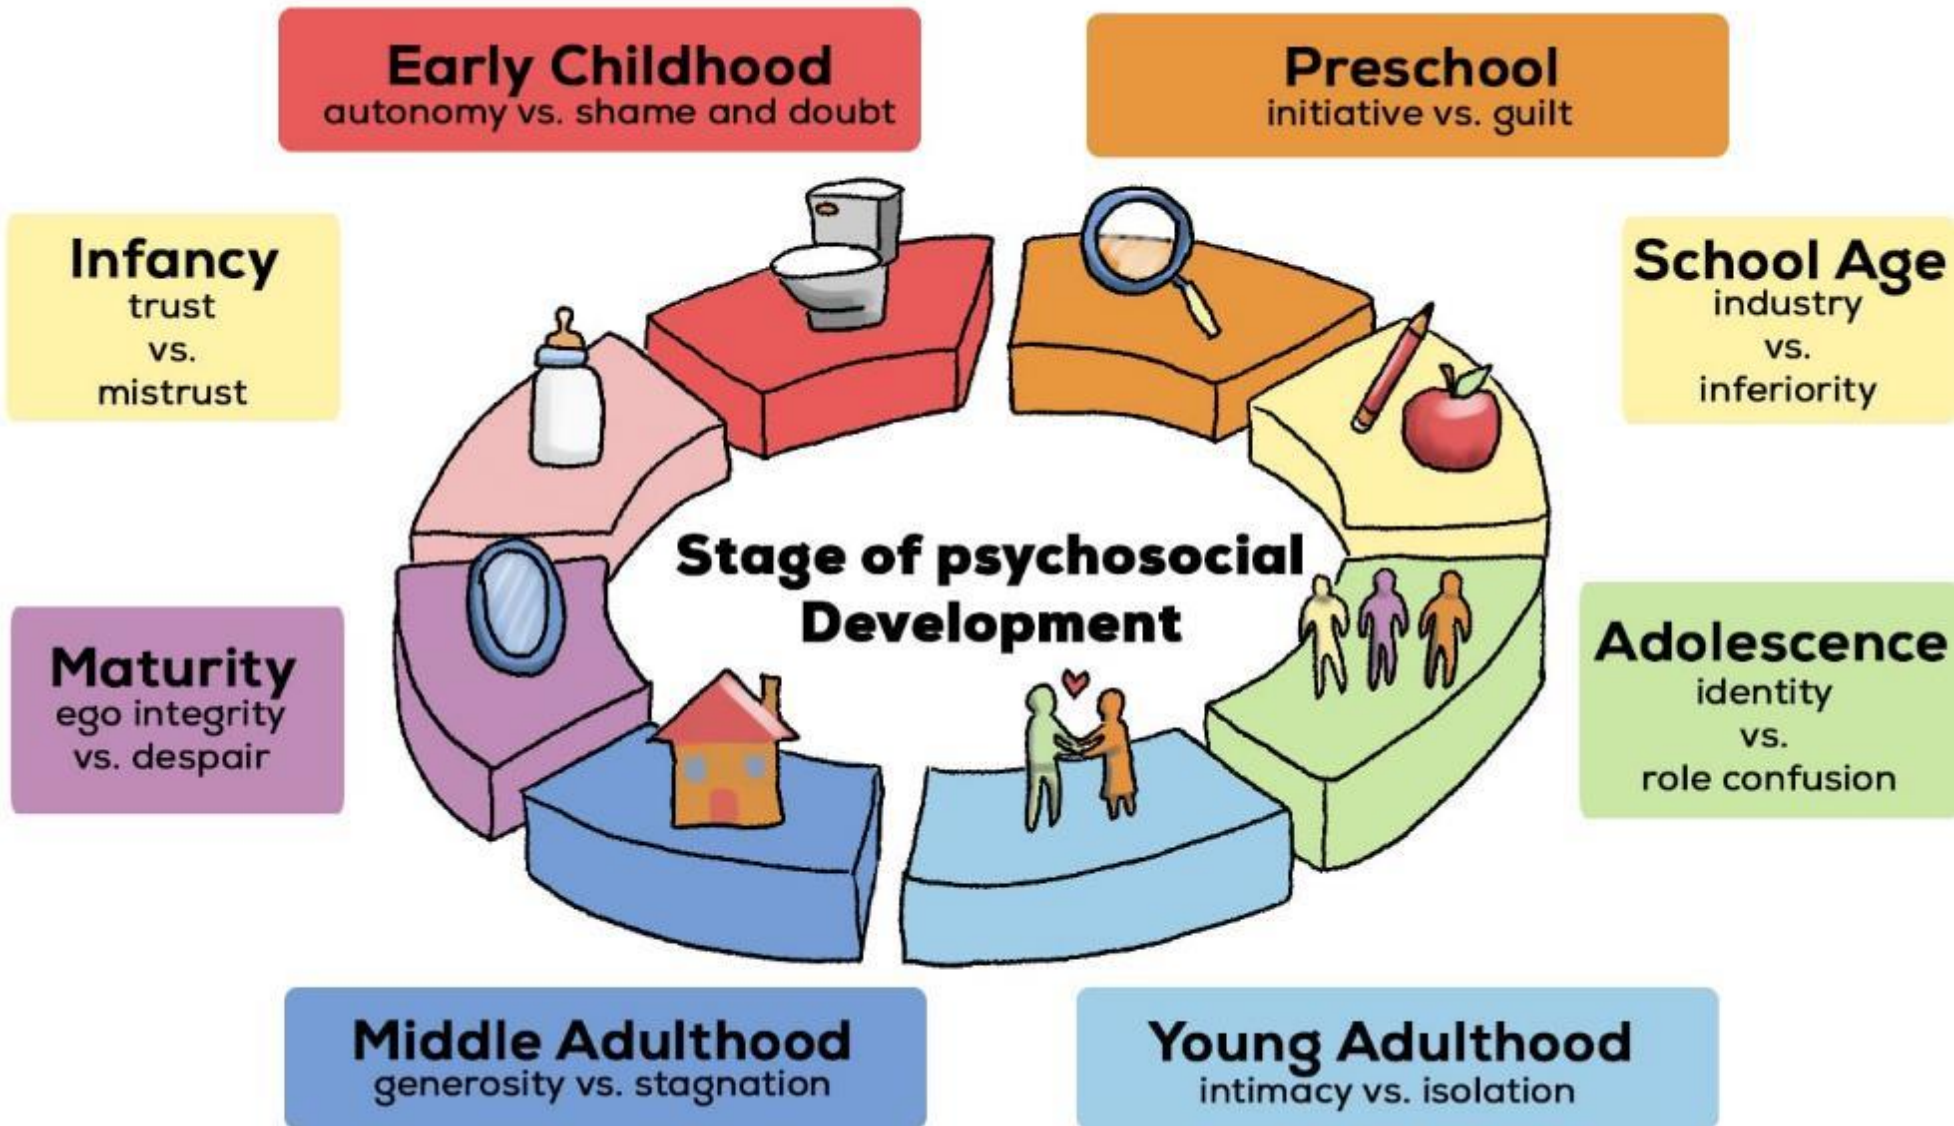 Early Childhood
autonomy vs. shame and doubt
Preschool
initiative vs. guilt
Infancy
trust
vs.
mistrust
School Age
industry
vs.
inferiority
Stage of psychosocial
Development
Maturity
ego integrity
vs. despair
Adolescence
identity
vs.
role confusion
Middle Adulthood
generosity vs. stagnation
Young Adulthood
intimacy vs. isolation